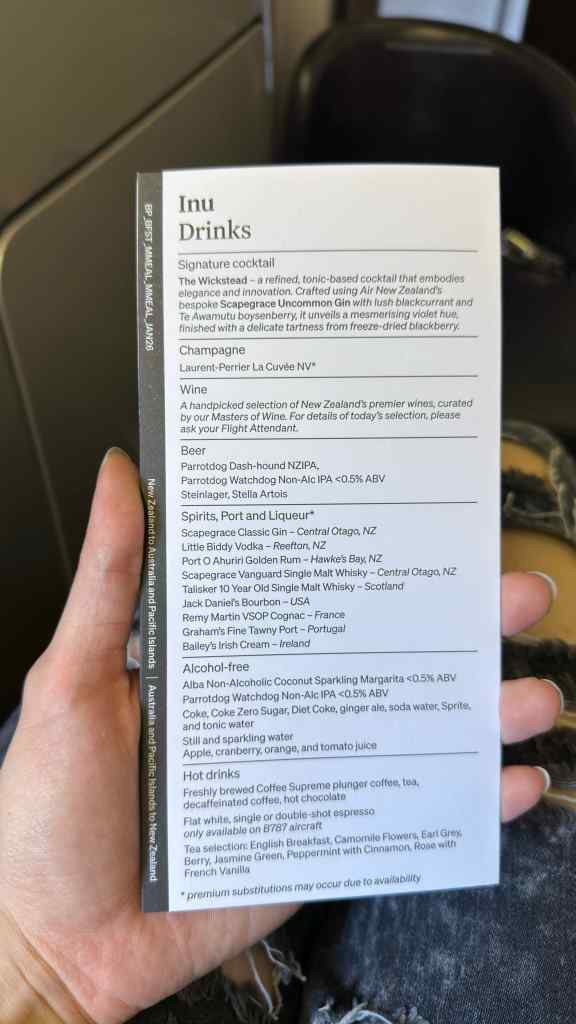 BP_BFST_MMEAL_MMEAL_JAN26
New Zealand to Australia and Pacific Islands | Australia and Pacific Islands to New Zealand
Inu
Drinks
Signature cocktail
The Wickstead – a refined, tonic-based cocktail that embodies
elegance and innovation. Crafted using Air New Zealand's
bespoke Scapegrace Uncommon Gin with lush blackcurrant and
Te Awamutu boysenberry, it unveils a mesmerising violet hue,
finished with a delicate tartness from freeze-dried blackberry.
Champagne
Laurent-Perrier La Cuvée NV*
Wine
A handpicked selection of New Zealand's premier wines, curated
by our Masters of Wine. For details of today's selection, please
ask your Flight Attendant.
Beer
Parrotdog Dash-hound NZIPA,
Parrotdog Watchdog Non-Alc IPA <0.5% ABV
Steinlager, Stella Artois
Spirits, Port and Liqueur*
Scapegrace Classic Gin – Central Otago, NZ
Little Biddy Vodka – Reefton, NZ
Port O Ahuriri Golden Rum – Hawke's Bay, NZ
Scapegrace Vanguard Single Malt Whisky – Central Otago, NZ
Talisker 10 Year Old Single Malt Whisky – Scotland
Jack Daniel's Bourbon – USA
Remy Martin VSOP Cognac – France
Graham's Fine Tawny Port – Portugal
Bailey's Irish Cream – Ireland
Alcohol-free
Alba Non-Alcoholic Coconut Sparkling Margarita <0.5% ABV
Parrotdog Watchdog Non-Alc IPA <0.5% ABV
Coke, Coke Zero Sugar, Diet Coke, ginger ale, soda water, Sprite,
and tonic water
Still and sparkling water
Apple, cranberry, orange, and tomato juice
Hot drinks
Freshly brewed Coffee Supreme plunger coffee, tea,
decaffeinated coffee, hot chocolate
Flat white, single or double-shot espresso
only available on B787 aircraft
Tea selection: English Breakfast, Camomile Flowers, Earl Grey,
Berry, Jasmine Green, Peppermint with Cinnamon, Rose with
French Vanilla
* premium substitutions may occur due to availability